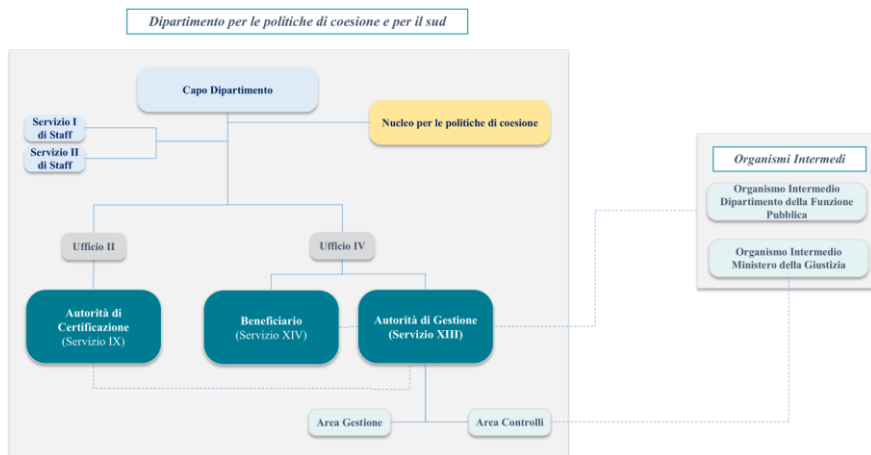 Dipartimento per le politiche di coesione e per il sud
Capo Dipartimento
Servizio I
di Staff
Servizio II
di Staff
Nucleo per le politiche di coesione
Organismi Intermedi
Organismo Intermedio
Dipartimento della Funzione
Pubblica
Organismo Intermedio
Ministero della Giustizia
Ufficio II
Ufficio IV
Autorità di
Certificazione
(Servizio IX)
Beneficiario
(Servizio XIV)
Autorità di Gestione
(Servizio XIII)
Area Gestione
Area Controlli